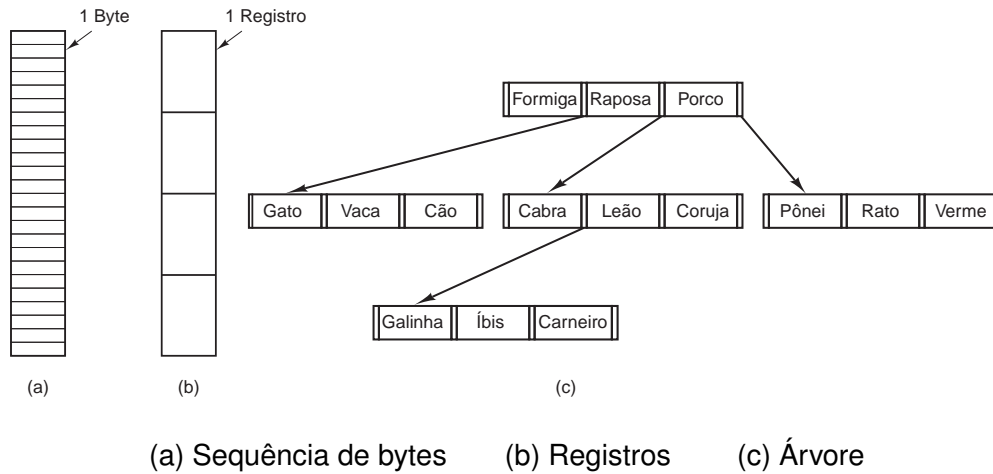 1 Byte
1 Registro
Formiga Raposa Porco
Gato Vaca Cão
Cabra Leão Coruja
Pônei Rato Verme
Galinha Íbis Carneiro
(a)
(b)
(c)
(a) Sequência de bytes (b) Registros (c) Árvore